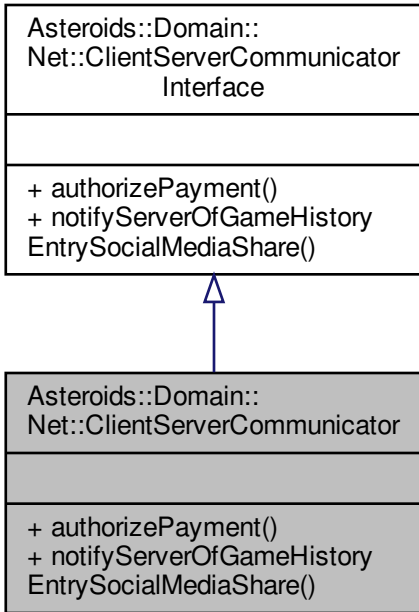 Asteroids::Domain::
Net::ClientServerCommunicator
Interface
+ authorizePayment()
+ notifyServerOfGameHistory
EntrySocialMediaShare()
Asteroids::Domain::
Net::ClientServerCommunicator
+ authorizePayment()
+ notifyServerOfGameHistory
EntrySocialMediaShare()